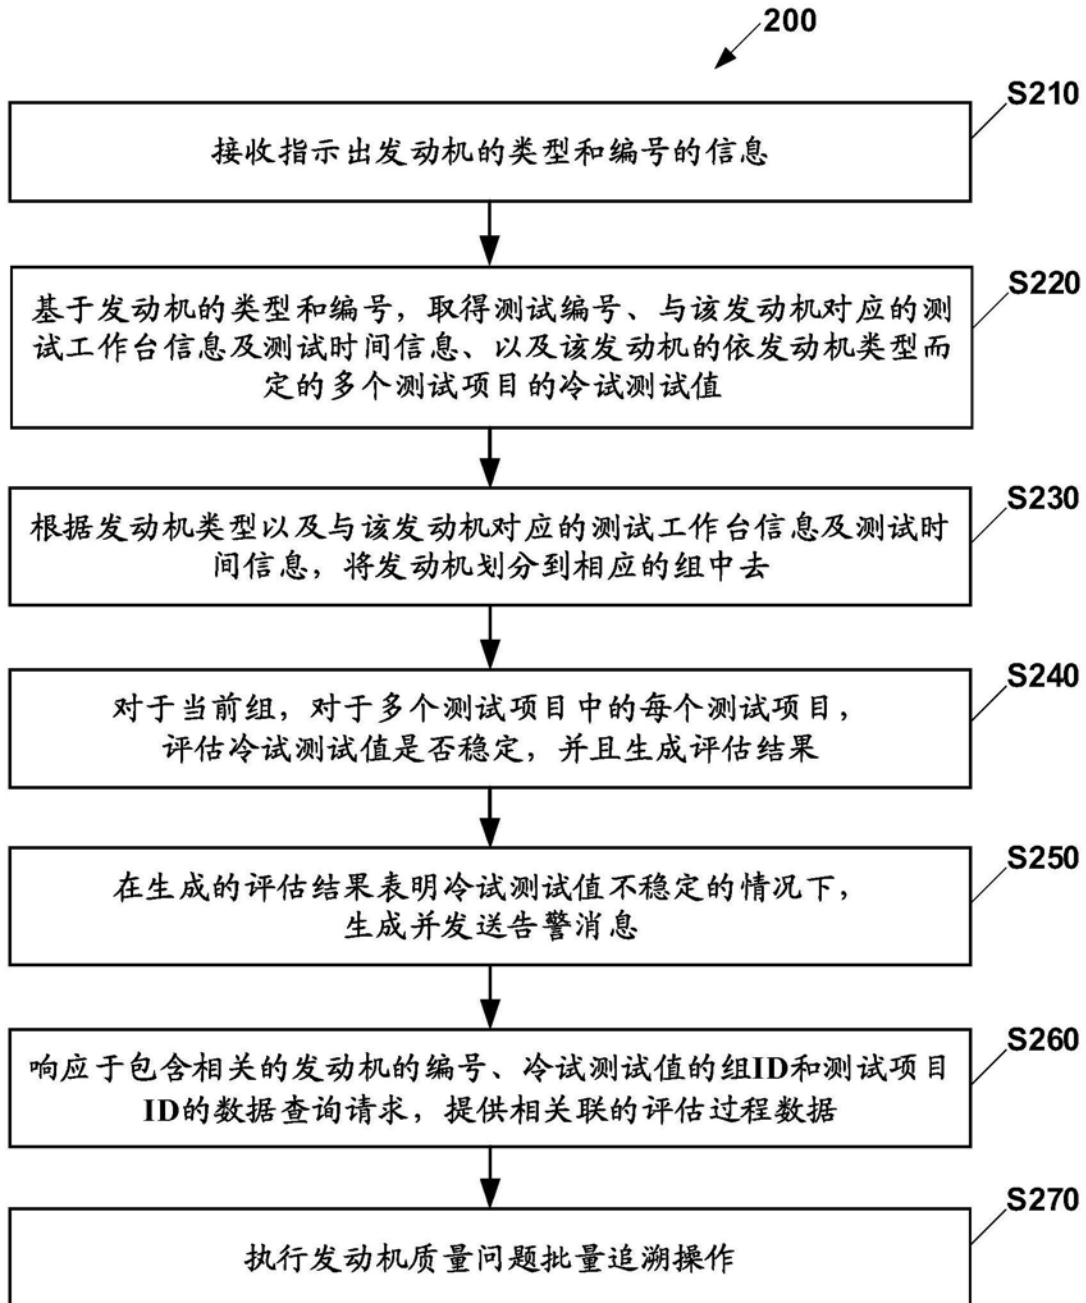 200
S210
接收指示出发动机的类型和编号的信息
S220
基于发动机的类型和编号，取得测试编号、与该发动机对应的测
试工作台信息及测试时间信息、以及该发动机的依发动机类型而
定的多个测试项目的冷试测试值
S230
根据发动机类型以及与该发动机对应的测试工作台信息及测试时
间信息，将发动机划分到相应的组中去
S240
对于当前组，对于多个测试项目中的每个测试项目，
评估冷试测试值是否稳定，并且生成评估结果
S250
在生成的评估结果表明冷试测试值不稳定的情况下，
生成并发送告警消息
S260
响应于包含相关的发动机的编号、冷试测试值的组ID和测试项目
ID的数据查询请求，提供相关联的评估过程数据
S270
执行发动机质量问题批量追溯操作